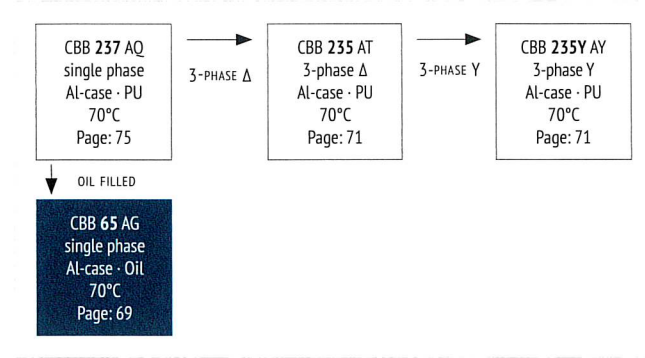 CBB 237 AQ
single phase
Al-case · PU
70°C
Page: 75
3-PHASE Δ
CBB 235 AT
3-phase Δ
Al-case · PU
70°C
Page: 71
3-PHASE Y
CBB 235Y AY
3-phase Y
Al-case · PU
70°C
Page: 71
OIL FILLED
CBB 65 AG
single phase
Al-case · Oil
70°C
Page: 69